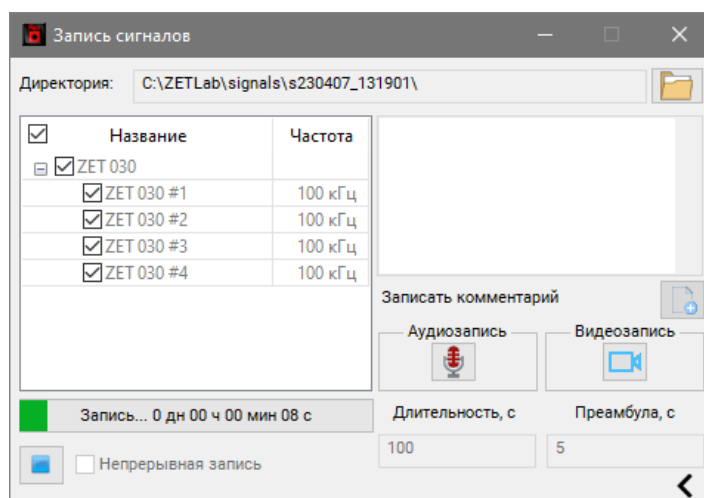 Запись сигналов
Директория: C:\ZETLab\signals\s230407_131901\
Название Частота
ZET 030
ZET 030 #1 100 кГц
ZET 030 #2 100 кГц
ZET 030 #3 100 кГц
ZET 030 #4 100 кГц
Записать комментарий
Аудиозапись Видеозапись
Запись... 0 дн 00 ч 00 мин 08 с
Длительность, с Преамбула, с
100 5
Непрерывная запись